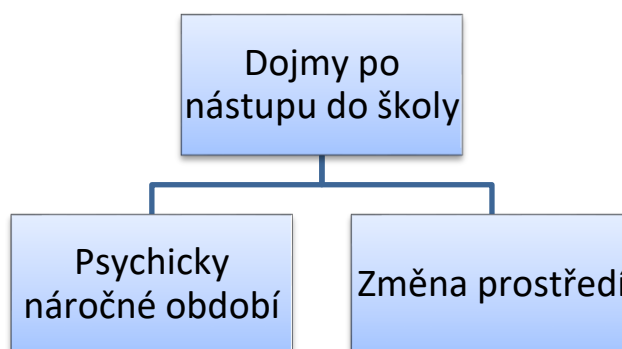 Dojmy po
nástupu do školy
Psychicky
náročné období
Změna prostředí